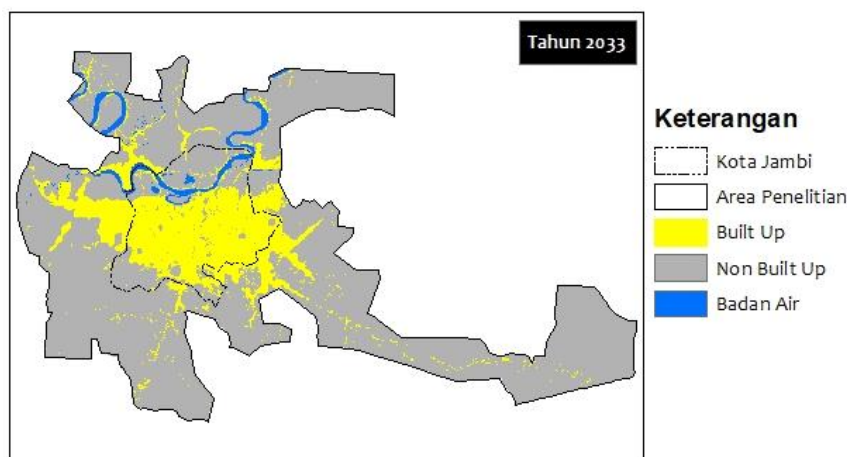 Tahun 2033
Keterangan
Kota Jambi
Area Penelitian
Built Up
Non Built Up
Badan Air